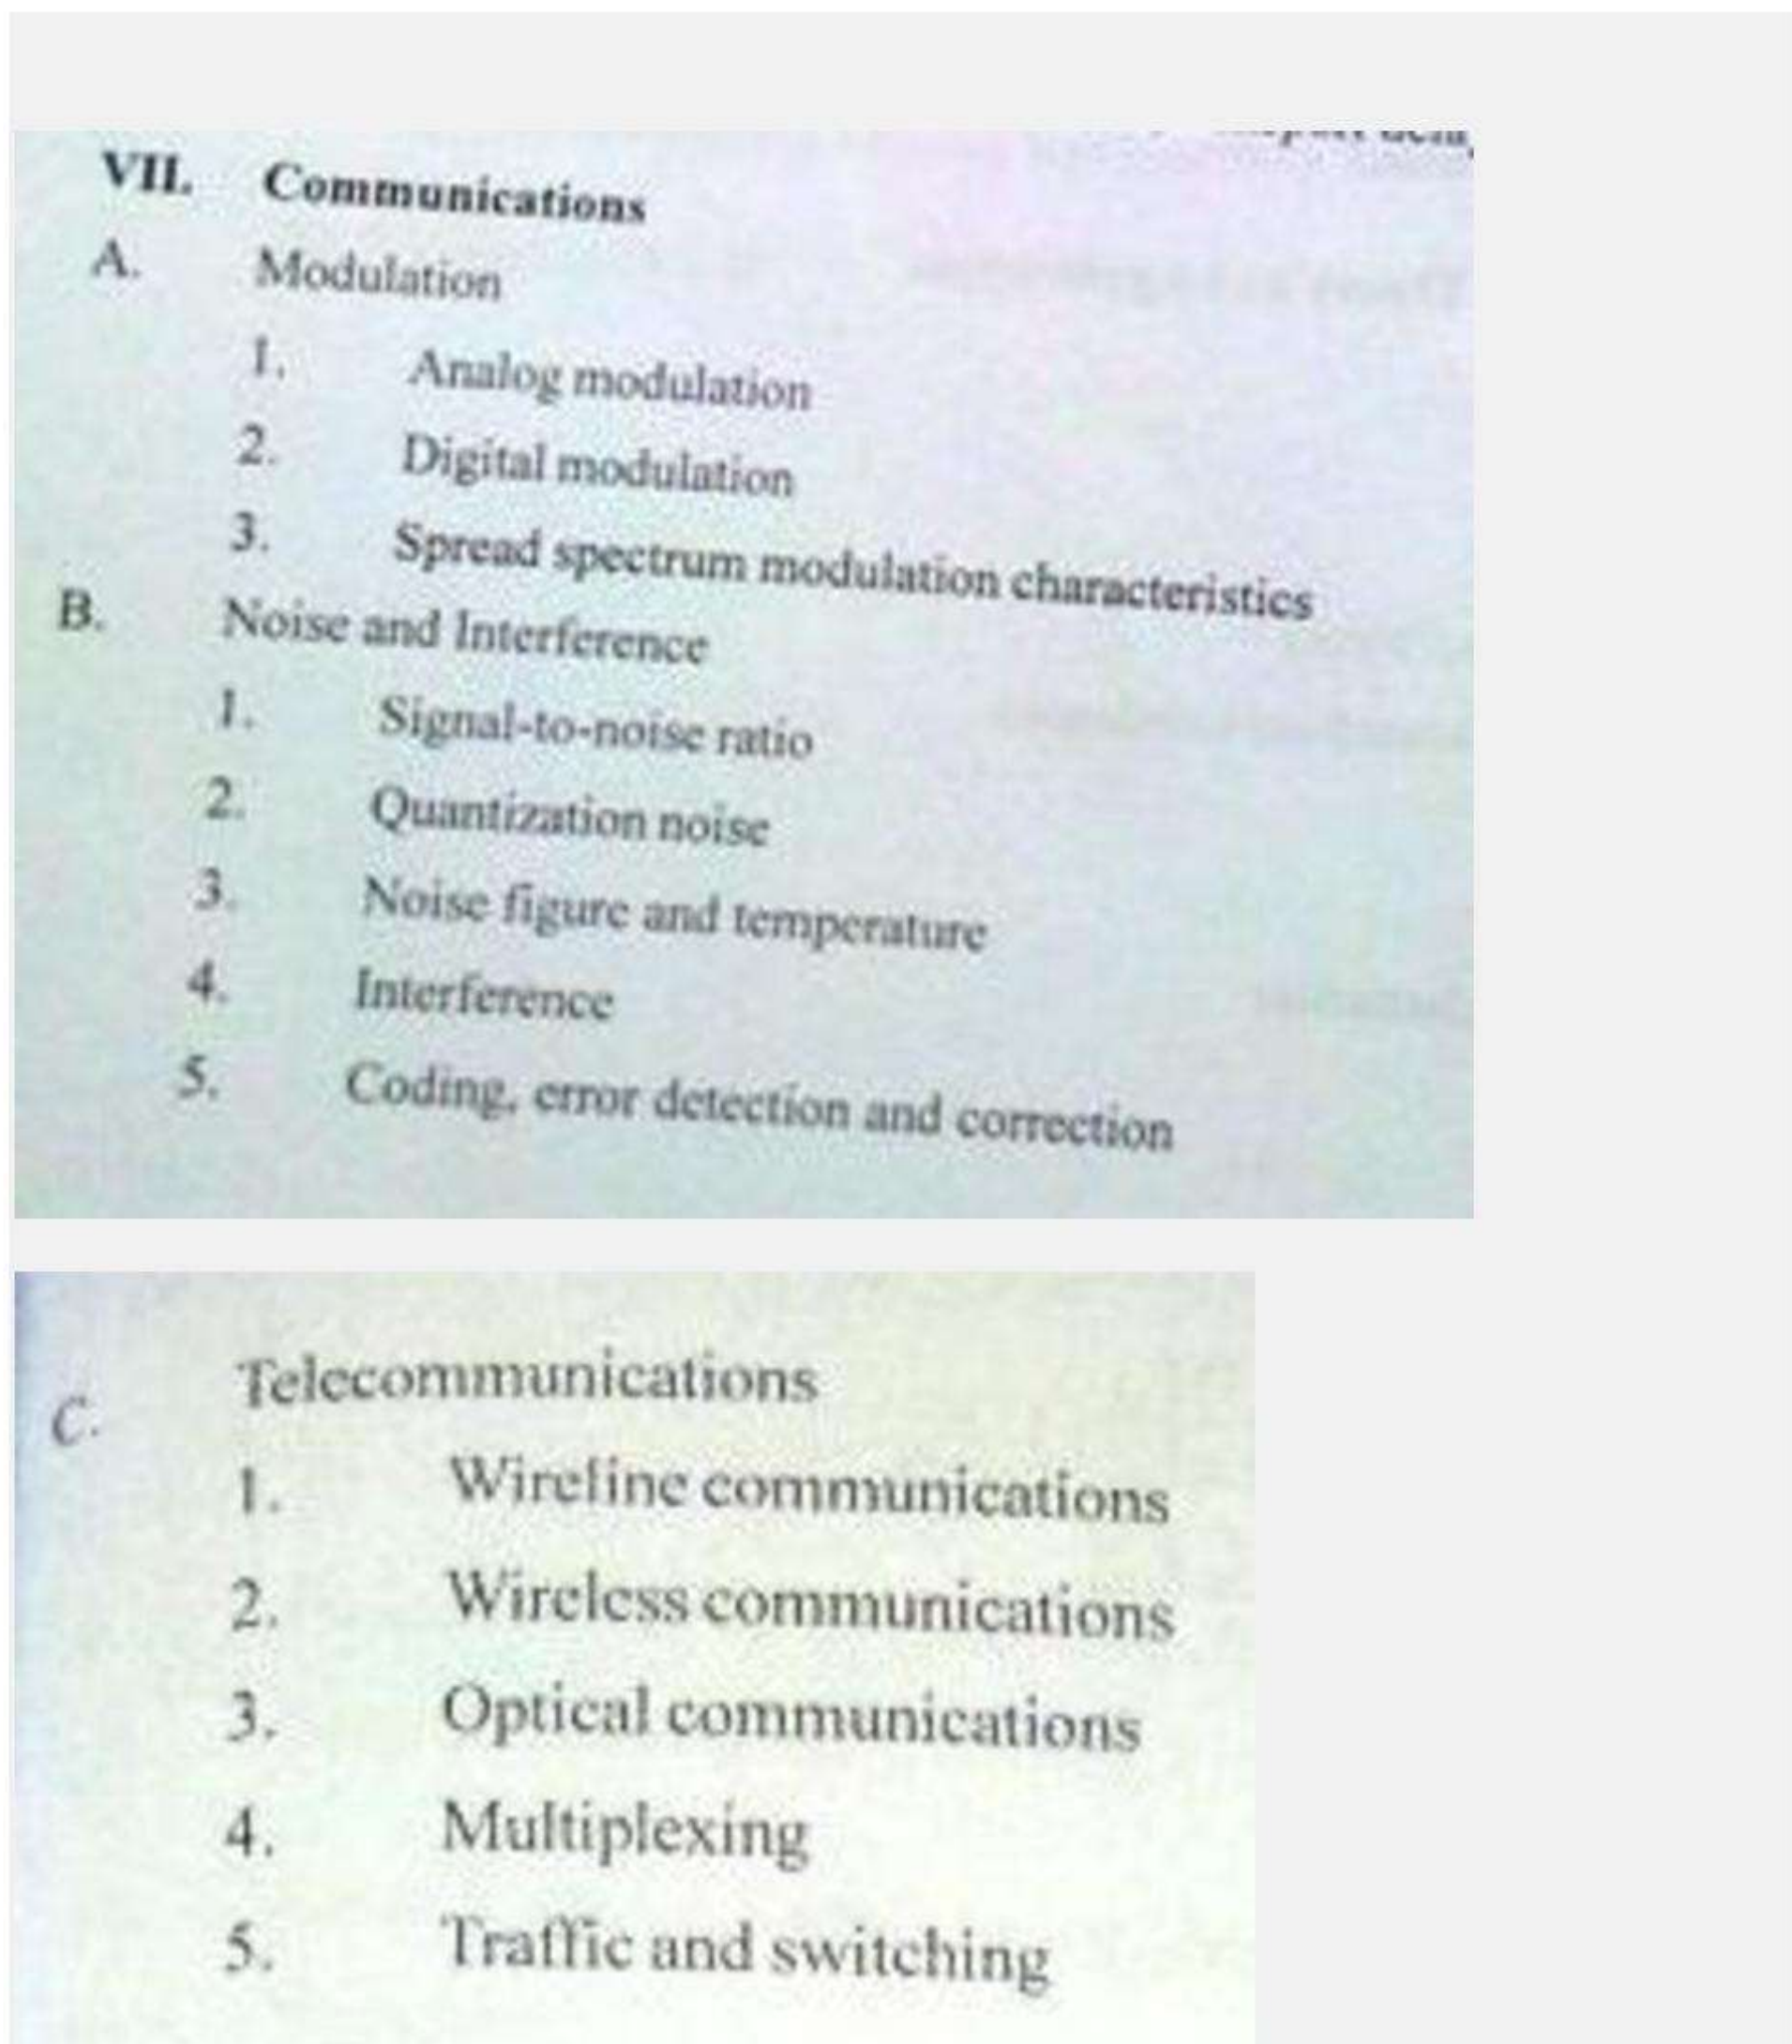 VII. Communications
A. Modulation
1. Analog modulation
2. Digital modulation
3. Spread spectrum modulation characteristics
B. Noise and Interference
1. Signal-to-noise ratio
2. Quantization noise
3. Noise figure and temperature
4. Interference
5. Coding, error detection and correction
C. Telecommunications
1. Wireline communications
2. Wireless communications
3. Optical communications
4. Multiplexing
5. Traffic and switching